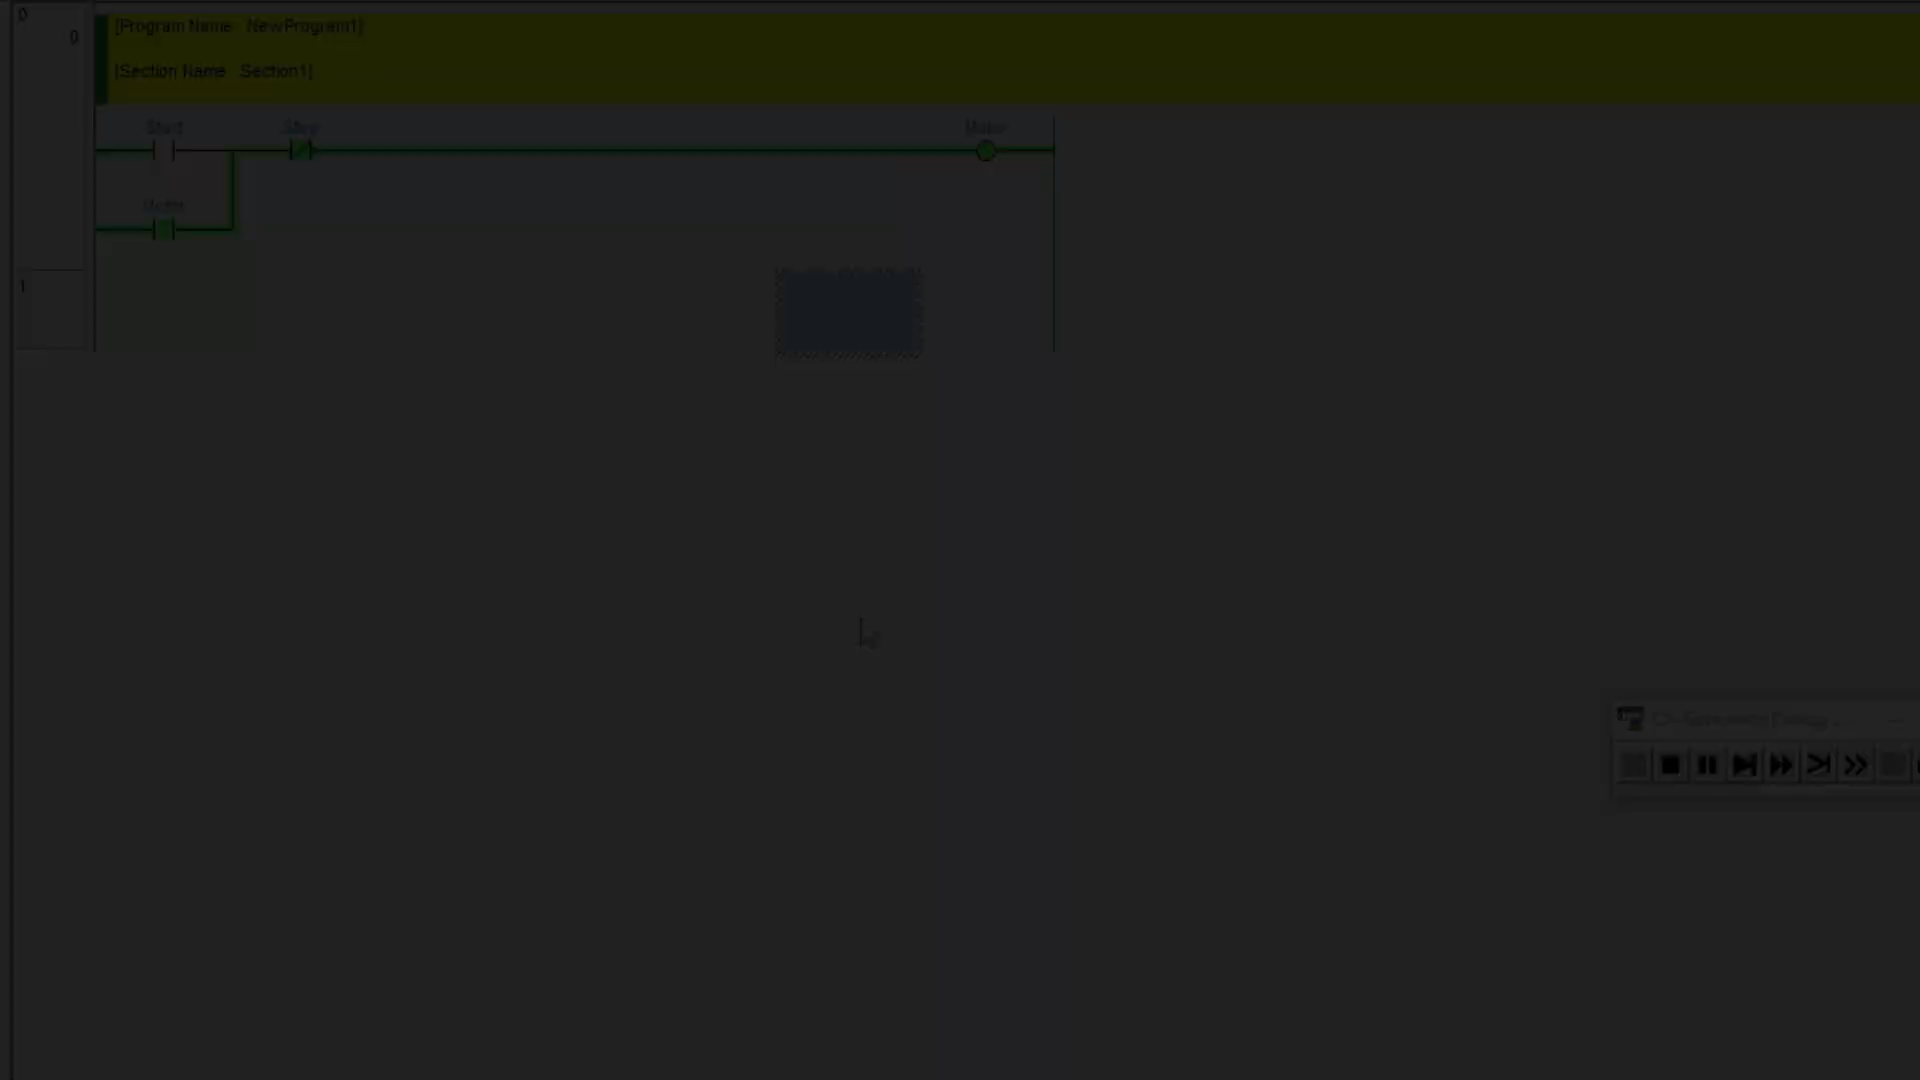 0
0
[Program Name : NewProgram1]
[Section Name : Section1]
Start
Stop
Motor
Motor
1